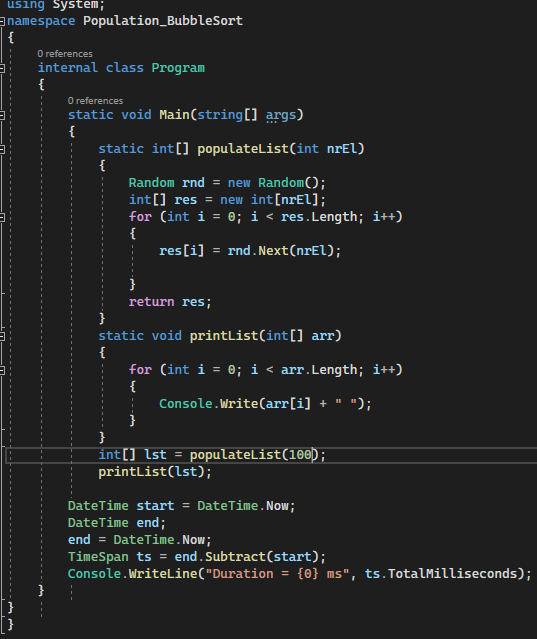 using System;
namespace Population_BubbleSort
{
0 references
internal class Program
{
0 references
static void Main(string[] args)
{
static int[] populateList(int nrEl)
{
Random rnd = new Random();
int[] res = new int[nrEl];
for (int i = 0; i < res.Length; i++)
{
res[i] = rnd.Next(nrEl);
}
return res;
}
static void printList(int[] arr)
{
for (int i = 0; i < arr.Length; i++)
{
Console.Write(arr[i] + " ");
}
}
int[] lst = populateList(100);
printList(lst);
DateTime start = DateTime.Now;
DateTime end;
end = DateTime.Now;
TimeSpan ts = end.Subtract(start);
Console.WriteLine("Duration = {0} ms", ts.TotalMilliseconds);
}
}
}